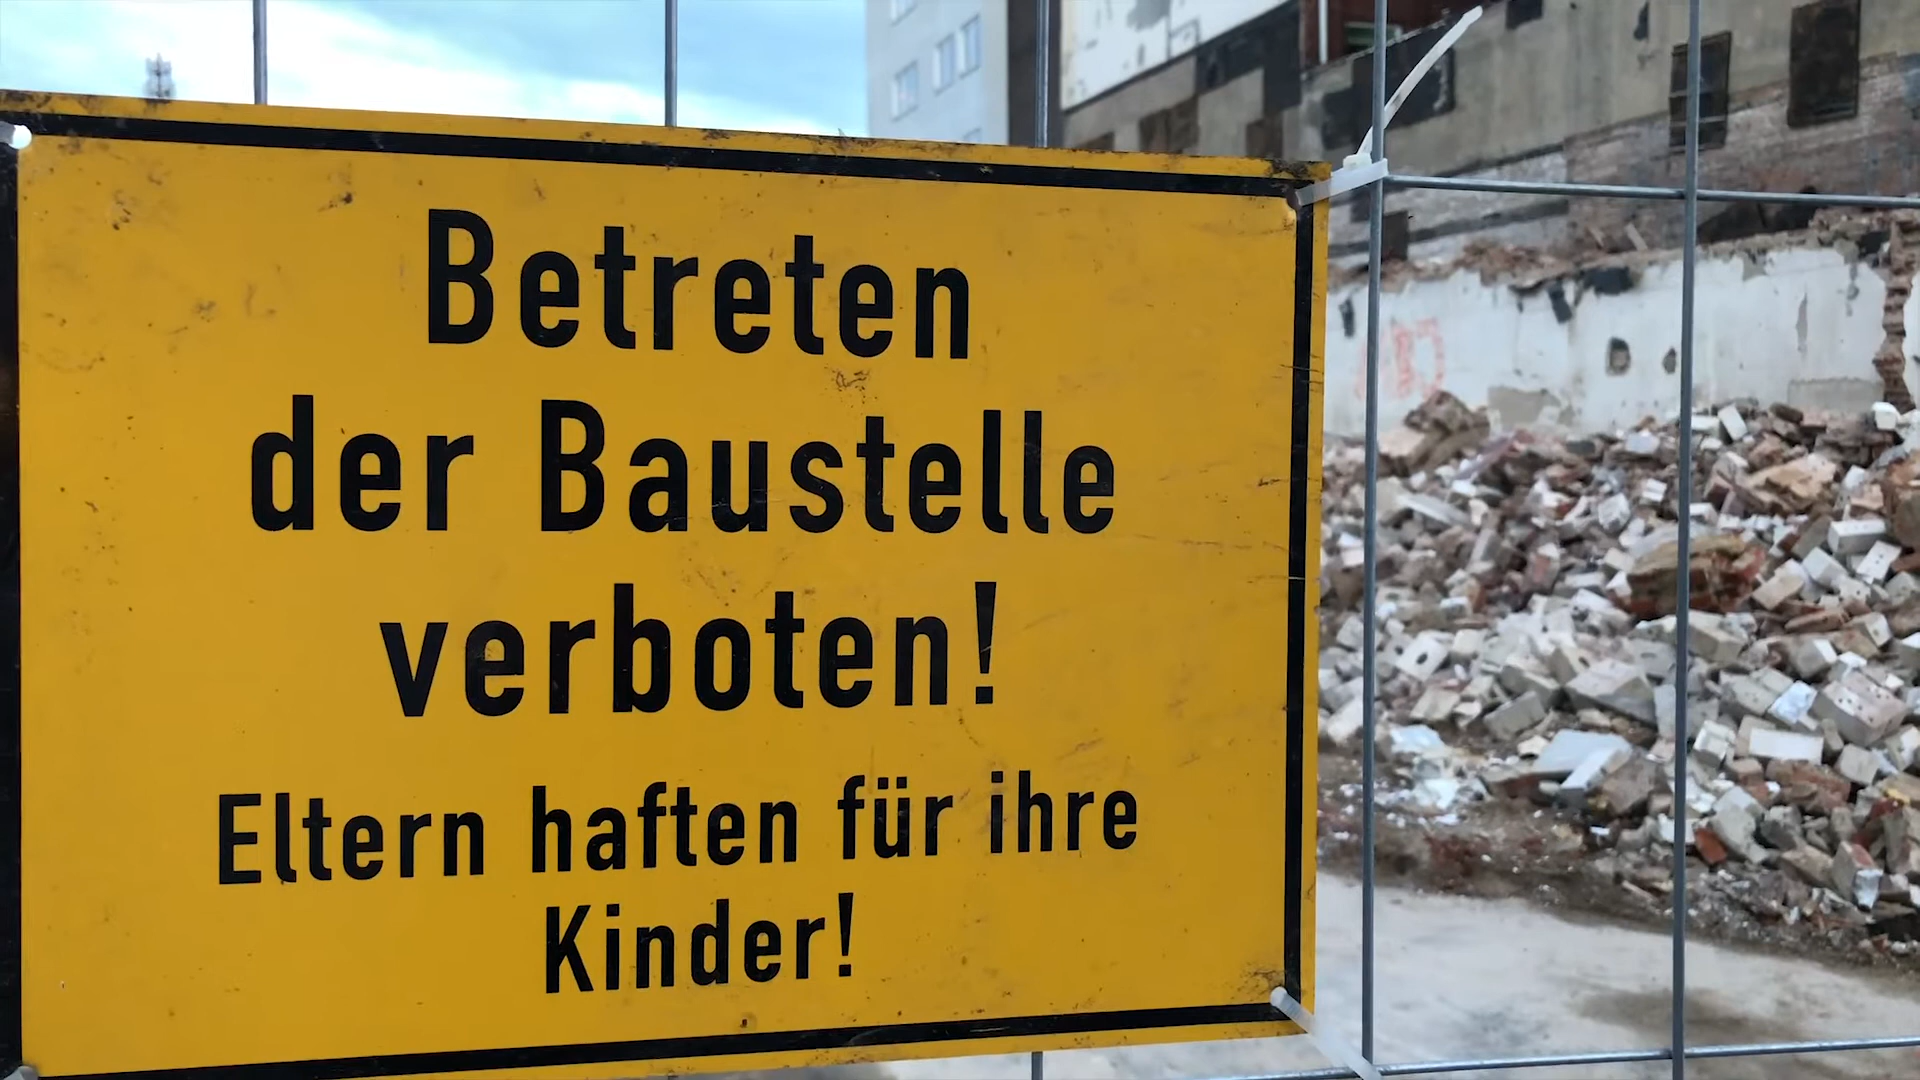 Betreten
der Baustelle
verboten!
Eltern haften für ihre
Kinder!